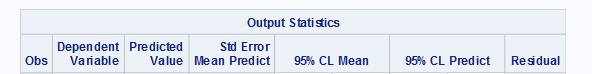 Output Statistics
Dependent Predicted Std Error
Obs Variable Value Mean Predict 95% CL Mean 95% CL Predict Residual